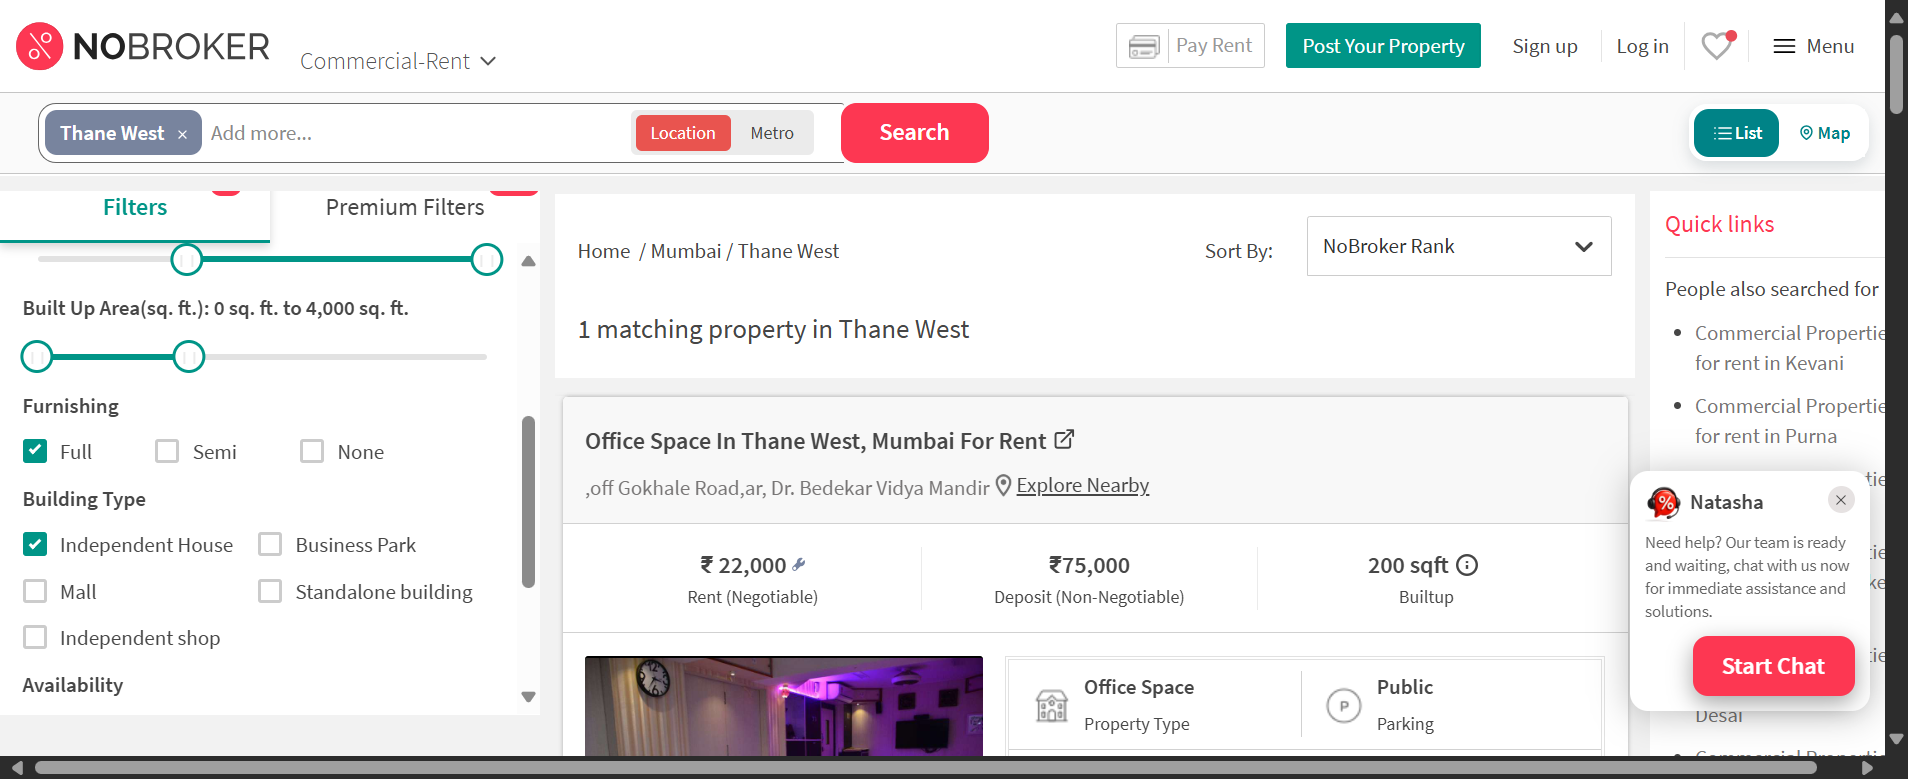 NOBROKER
Commercial-Rent
Pay Rent
Post Your Property
Sign up
Log in
Menu
Thane West ×
Add more...
Location
Metro
Search
List
Map
Filters
Premium Filters
Built Up Area(sq. ft.): 0 sq. ft. to 4,000 sq. ft.
Furnishing
Full
Semi
None
Building Type
Independent House
Business Park
Mall
Standalone building
Independent shop
Availability
Home / Mumbai / Thane West
Sort By:
NoBroker Rank
1 matching property in Thane West
Office Space In Thane West, Mumbai For Rent
,off Gokhale Road,ar, Dr. Bedekar Vidya Mandir
Explore Nearby
₹ 22,000
Rent (Negotiable)
₹75,000
Deposit (Non-Negotiable)
200 sqft
Builtup
Office Space
Property Type
P
Public
Parking
Quick links
People also searched for
Commercial Propertie
for rent in Kevani
Commercial Propertie
for rent in Purna
Natasha
Need help? Our team is ready
and waiting, chat with us now
for immediate assistance and
solutions.
Start Chat
Desai